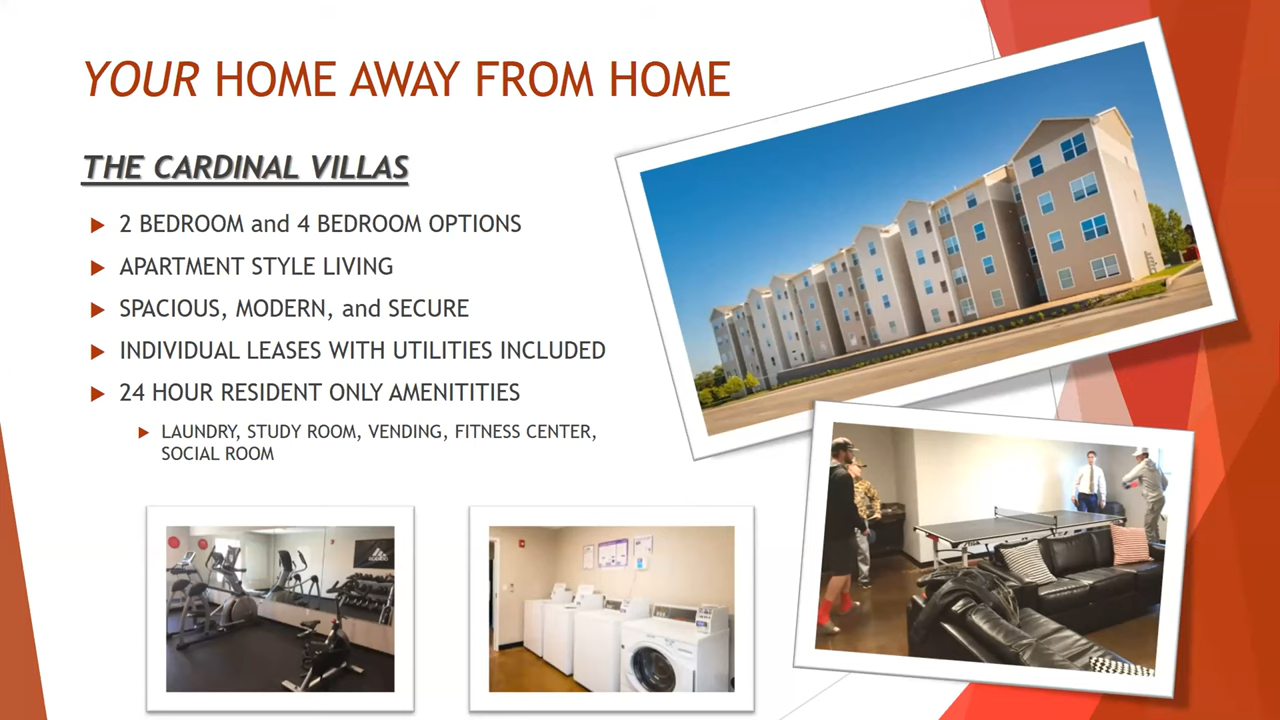 YOUR HOME AWAY FROM HOME
THE CARDINAL VILLAS
2 BEDROOM and 4 BEDROOM OPTIONS
APARTMENT STYLE LIVING
SPACIOUS, MODERN, and SECURE
INDIVIDUAL LEASES WITH UTILITIES INCLUDED
24 HOUR RESIDENT ONLY AMENITITIES
LAUNDRY, STUDY ROOM, VENDING, FITNESS CENTER,
SOCIAL ROOM